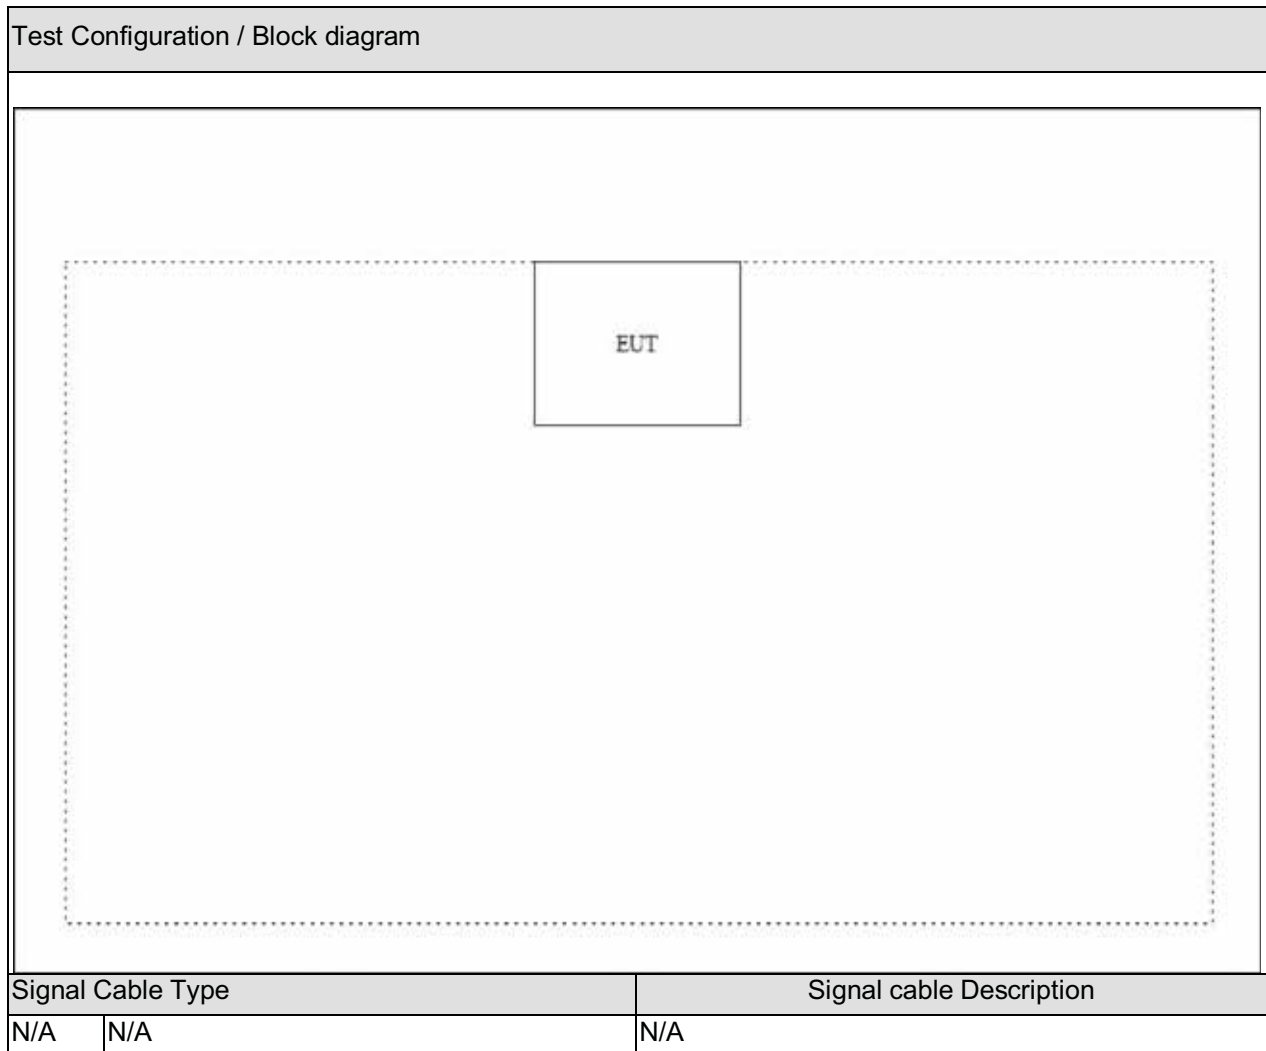 Test Configuration / Block diagram
EUT
Signal Cable Type Signal cable Description
N/A N/A N/A